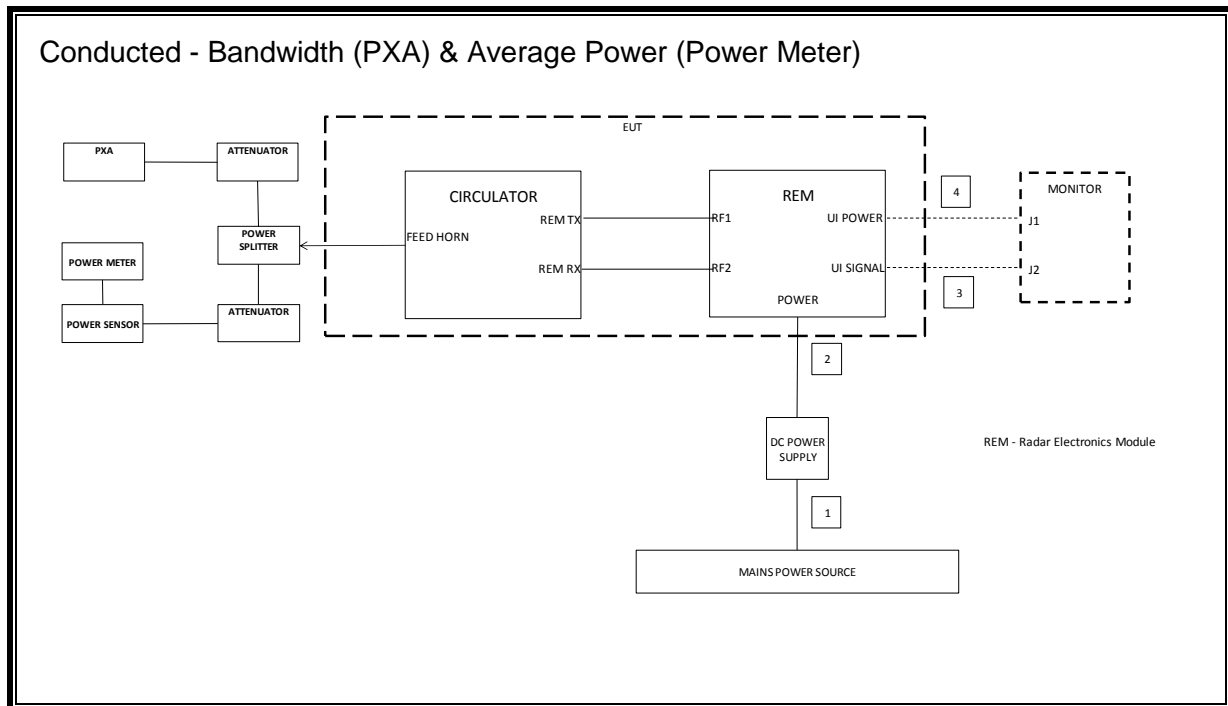 Conducted - Bandwidth (PXA) & Average Power (Power Meter)
EUT
PXA
ATTENUATOR
CIRCULATOR
REM
MONITOR
4
REM TX
RF1
UI POWER
J1
POWER
SPLITTER
FEED HORN
POWER METER
REM RX
RF2
UI SIGNAL
J2
3
POWER
POWER SENSOR
ATTENUATOR
2
DC POWER
SUPPLY
REM - Radar Electronics Module
1
MAINS POWER SOURCE